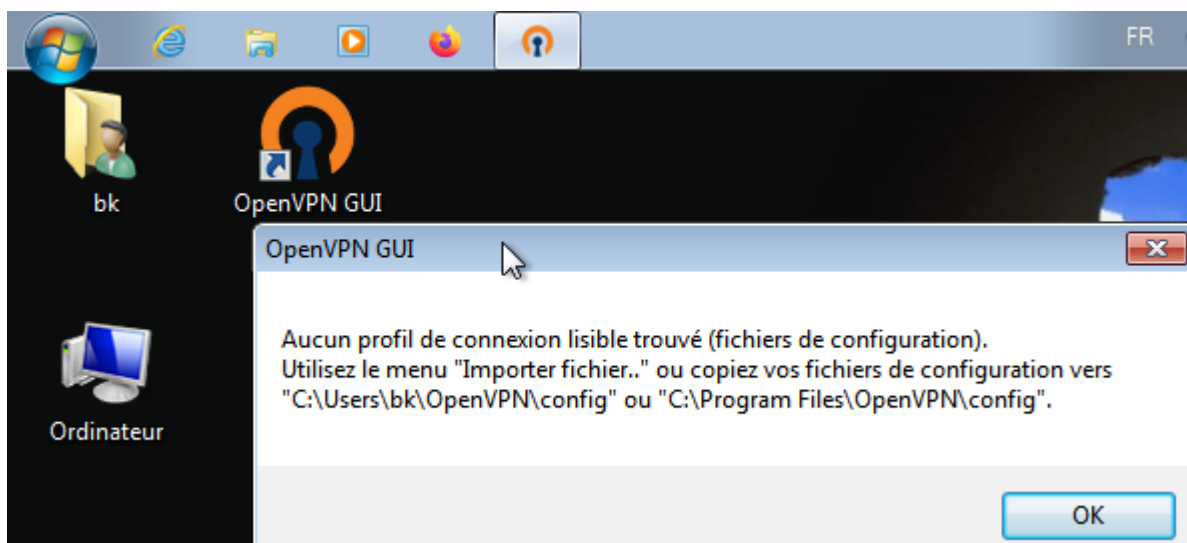 FR
bk
OpenVPN GUI
OpenVPN GUI
Aucun profil de connexion lisible trouvé (fichiers de configuration).
Utilisez le menu "Importer fichier.." ou copiez vos fichiers de configuration vers
"C:\Users\bk\OpenVPN\config" ou "C:\Program Files\OpenVPN\config".
Ordinateur
OK